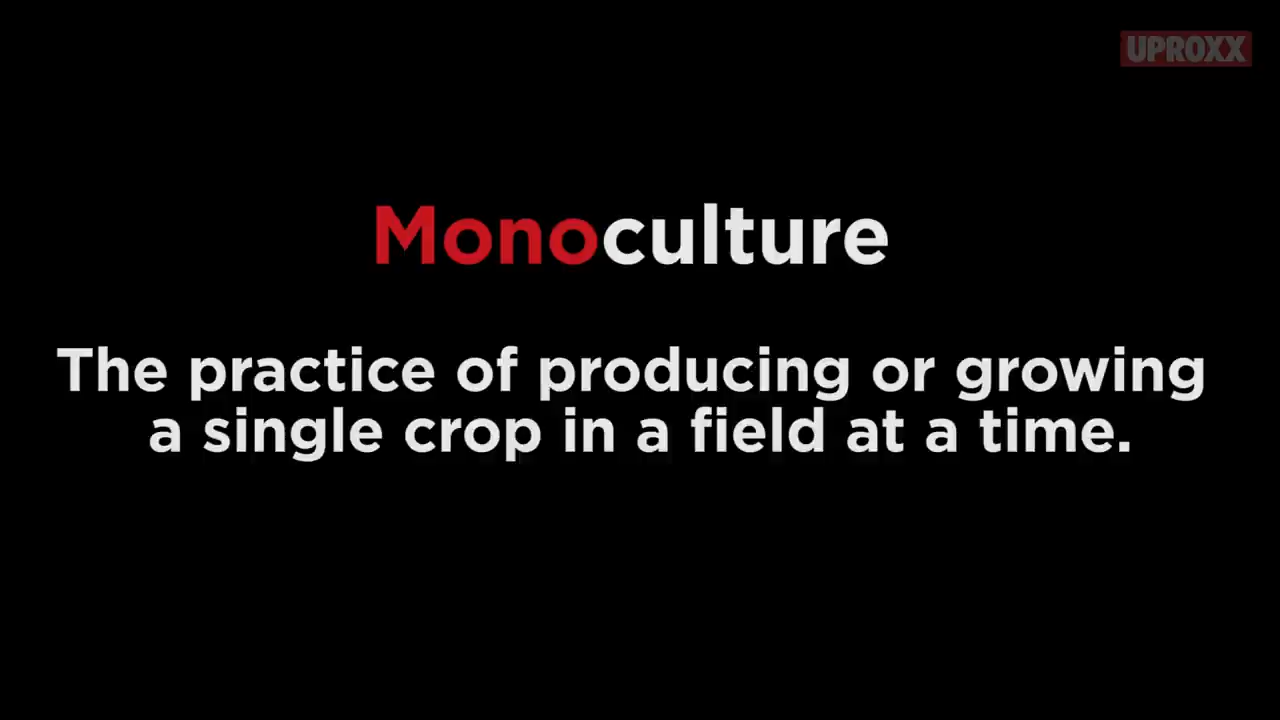 UPROXX
Monoculture
The practice of producing or growing
a single crop in a field at a time.